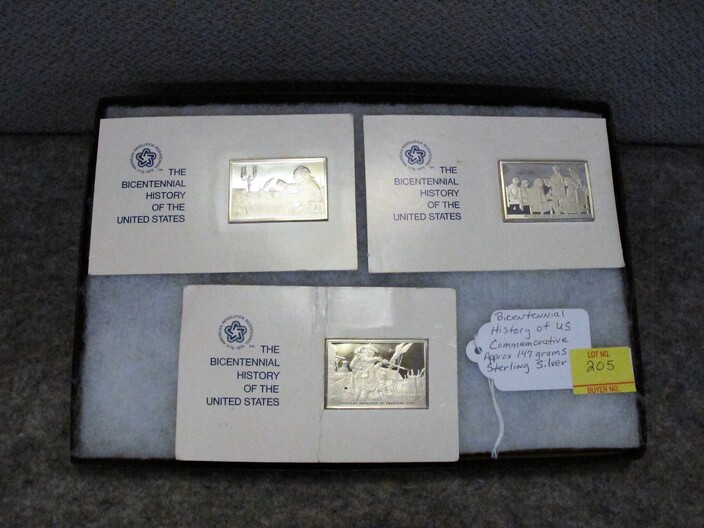 THE
BICENTENNIAL
HISTORY
OF THE
UNITED STATES
THE
BICENTENNIAL
HISTORY
OF THE
UNITED STATES
THE
BICENTENNIAL
HISTORY
OF THE
UNITED STATES
Bicentennial
History of US
Commemorative
Approx 147 grams
Sterling Silver
LOT NO.
205
BUYER NO.